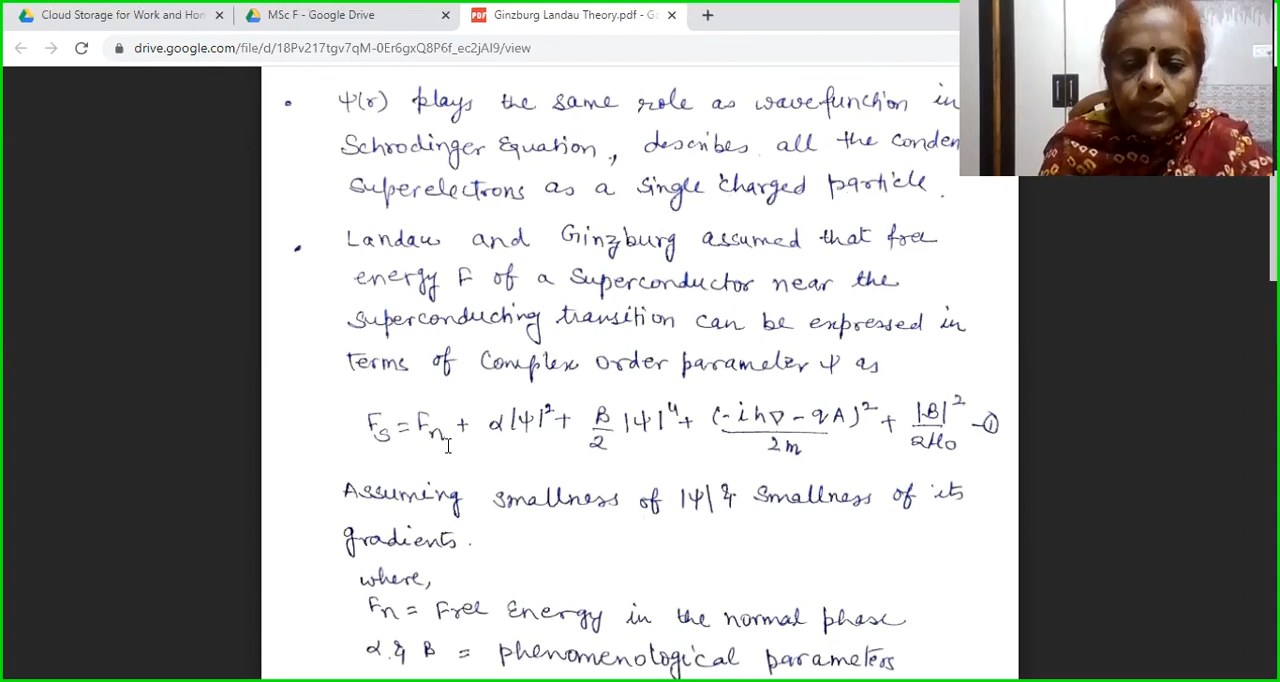 Cloud Storage for Work and Hon
MSc F - Google Drive
Ginzburg Landau Theory.pdf - Go
drive.google.com/file/d/18Pv217tgv7qM-0Er6gxQ8P6f_ec2jAI9/view
• Ψ(r) plays the same role as wavefunction in
Schrodinger Equation, describes all the conden
superelectrons as a single charged particle.
• Landau and Ginzburg assumed that free
energy F of a superconductor near the
superconducting transition can be expressed in
terms of complex order parameter ψ as
Fs = Fn + α|ψ|² + β/2 |ψ|⁴ + (-iħ∇ - qA)²/2m + |B|²/2μ₀ -①
Assuming smallness of |ψ| & smallness of its
gradients.
where,
Fn = Free Energy in the normal phase
α & β = phenomenological parameters